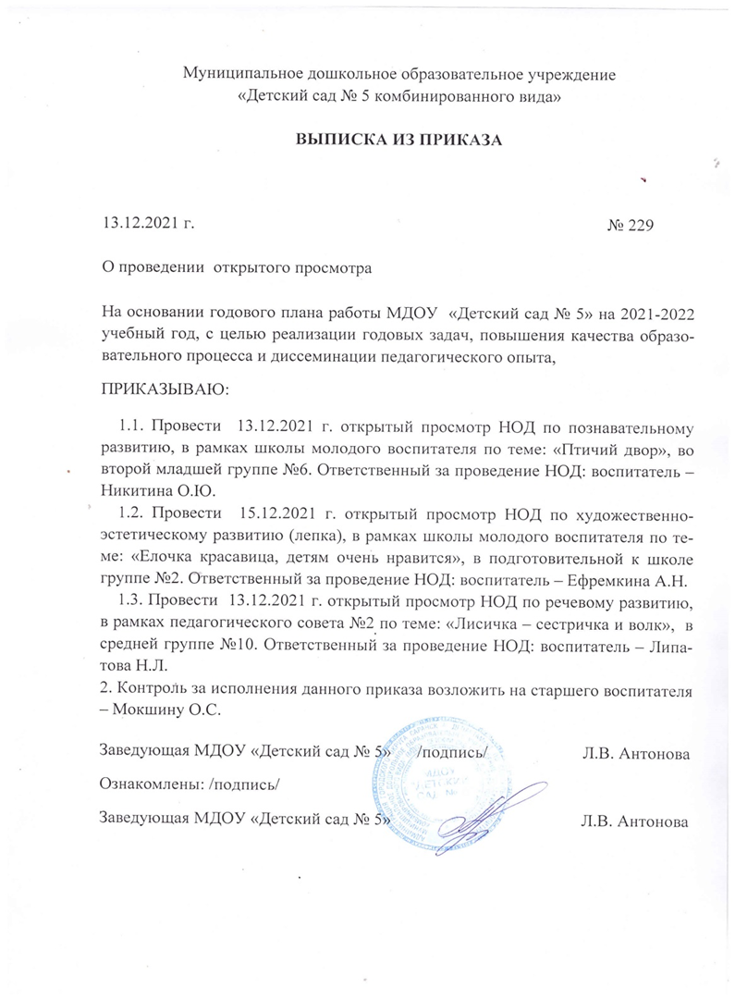 Муниципальное дошкольное образовательное учреждение
«Детский сад № 5 комбинированного вида»
ВЫПИСКА ИЗ ПРИКАЗА
13.12.2021 г. № 229
О проведении открытого просмотра
На основании годового плана работы МДОУ «Детский сад № 5» на 2021-2022
учебный год, с целью реализации годовых задач, повышения качества образо-
вательного процесса и диссеминации педагогического опыта,
ПРИКАЗЫВАЮ:
1.1. Провести 13.12.2021 г. открытый просмотр НОД по познавательному
развитию, в рамках школы молодого воспитателя по теме: «Птичий двор», во
второй младшей группе №6. Ответственный за проведение НОД: воспитатель –
Никитина О.Ю.
1.2. Провести 15.12.2021 г. открытый просмотр НОД по художественно-
эстетическому развитию (лепка), в рамках школы молодого воспитателя по те-
ме: «Елочка красавица, детям очень нравится», в подготовительной к школе
группе №2. Ответственный за проведение НОД: воспитатель – Ефремкина А.Н.
1.3. Провести 13.12.2021 г. открытый просмотр НОД по речевому развитию,
в рамках педагогического совета №2 по теме: «Лисичка – сестричка и волк», в
средней группе №10. Ответственный за проведение НОД: воспитатель – Липа-
това Н.Л.
2. Контроль за исполнения данного приказа возложить на старшего воспитателя
– Мокшину О.С.
Заведующая МДОУ «Детский сад № 5» /подпись/ Л.В. Антонова
Ознакомлены: /подпись/
Заведующая МДОУ «Детский сад № 5» Л.В. Антонова